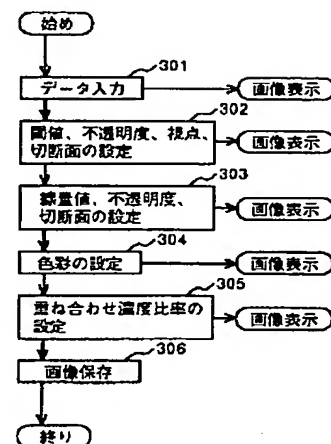 始め
301
データ入力
画像表示
302
閾値、不透明度、視点、
切断面の設定
画像表示
303
線量値、不透明度、
切断面の設定
画像表示
304
色彩の設定
画像表示
305
重ね合わせ濃度比率の
設定
画像表示
306
画像保存
終り